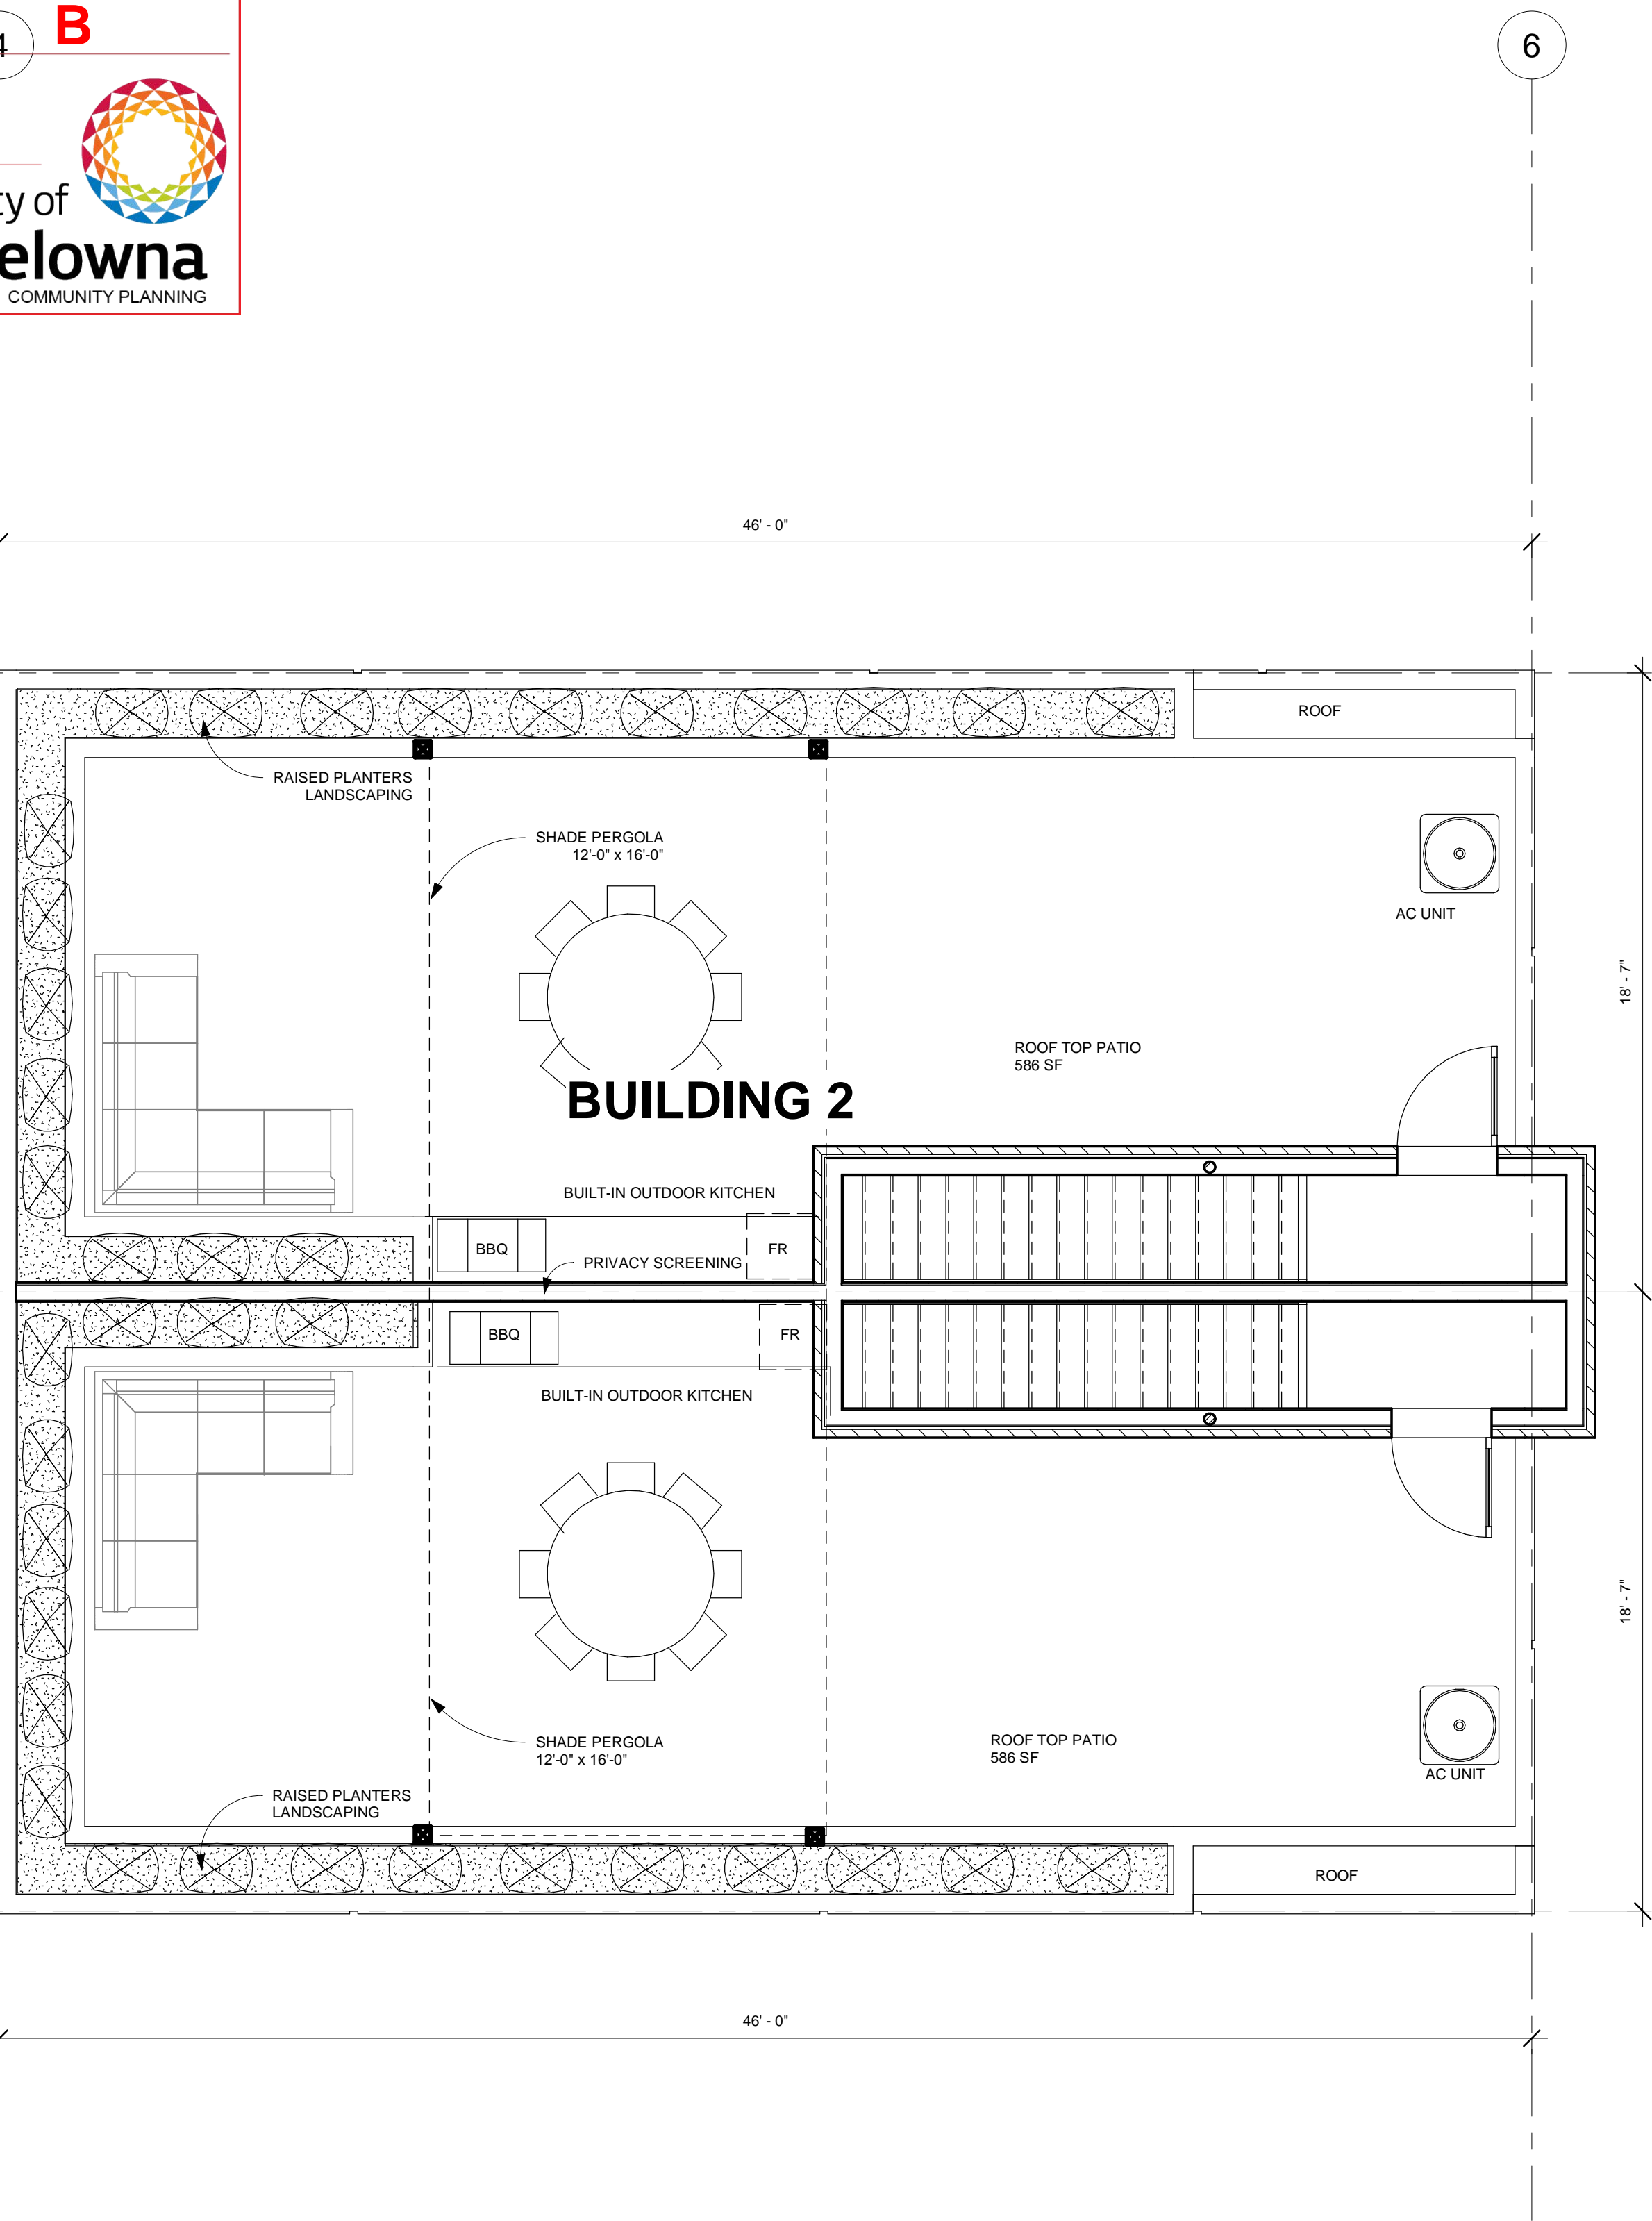 4
B
6
ty of
elowna
COMMUNITY PLANNING
46' - 0"
ROOF
RAISED PLANTERS
LANDSCAPING
SHADE PERGOLA
12'-0" x 16'-0"
AC UNIT
18' - 7"
ROOF TOP PATIO
586 SF
BUILDING 2
BUILT-IN OUTDOOR KITCHEN
BBQ
FR
PRIVACY SCREENING
BBQ
FR
BUILT-IN OUTDOOR KITCHEN
18' - 7"
SHADE PERGOLA
12'-0" x 16'-0"
ROOF TOP PATIO
586 SF
AC UNIT
RAISED PLANTERS
LANDSCAPING
ROOF
46' - 0"